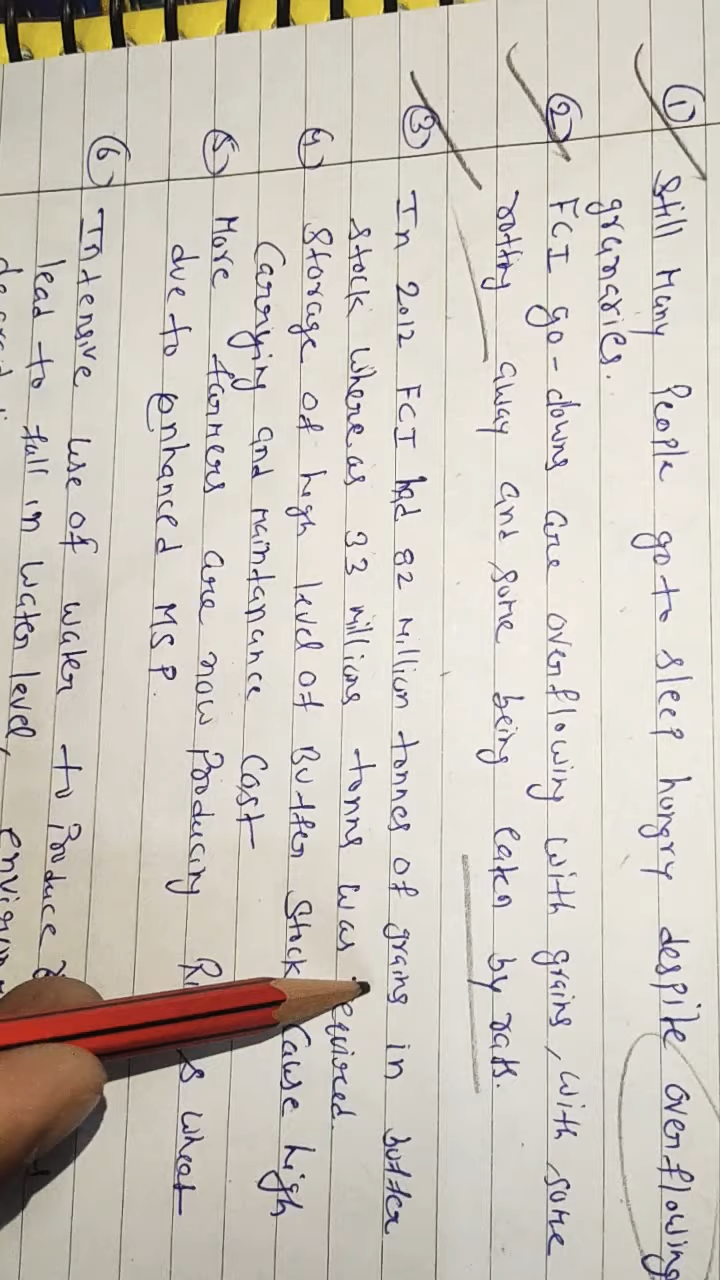 ① Still Many People go to sleep hungry despite overflowing
granaries.
② FCI go-downs are overflowing with grains, with some
rotting away and some being eaten by rats.
③ In 2012 FCI had 82 Million tonnes of grains in buffer
stock where as 33 millions tonns was required.
4) Storage of high level of Buffer Stock cause high
Carrying and maintanance Cost
⑤ More farmers are now Producing wheat
due to enhanced MSP.
⑥ Intensive use of water to Produce
lead to fall in water level,